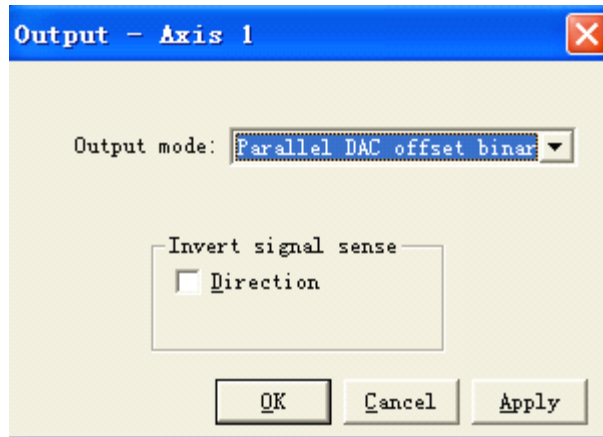 Output - Axis 1
Output mode: Parallel DAC offset binar
Invert signal sense
Direction
OK Cancel Apply